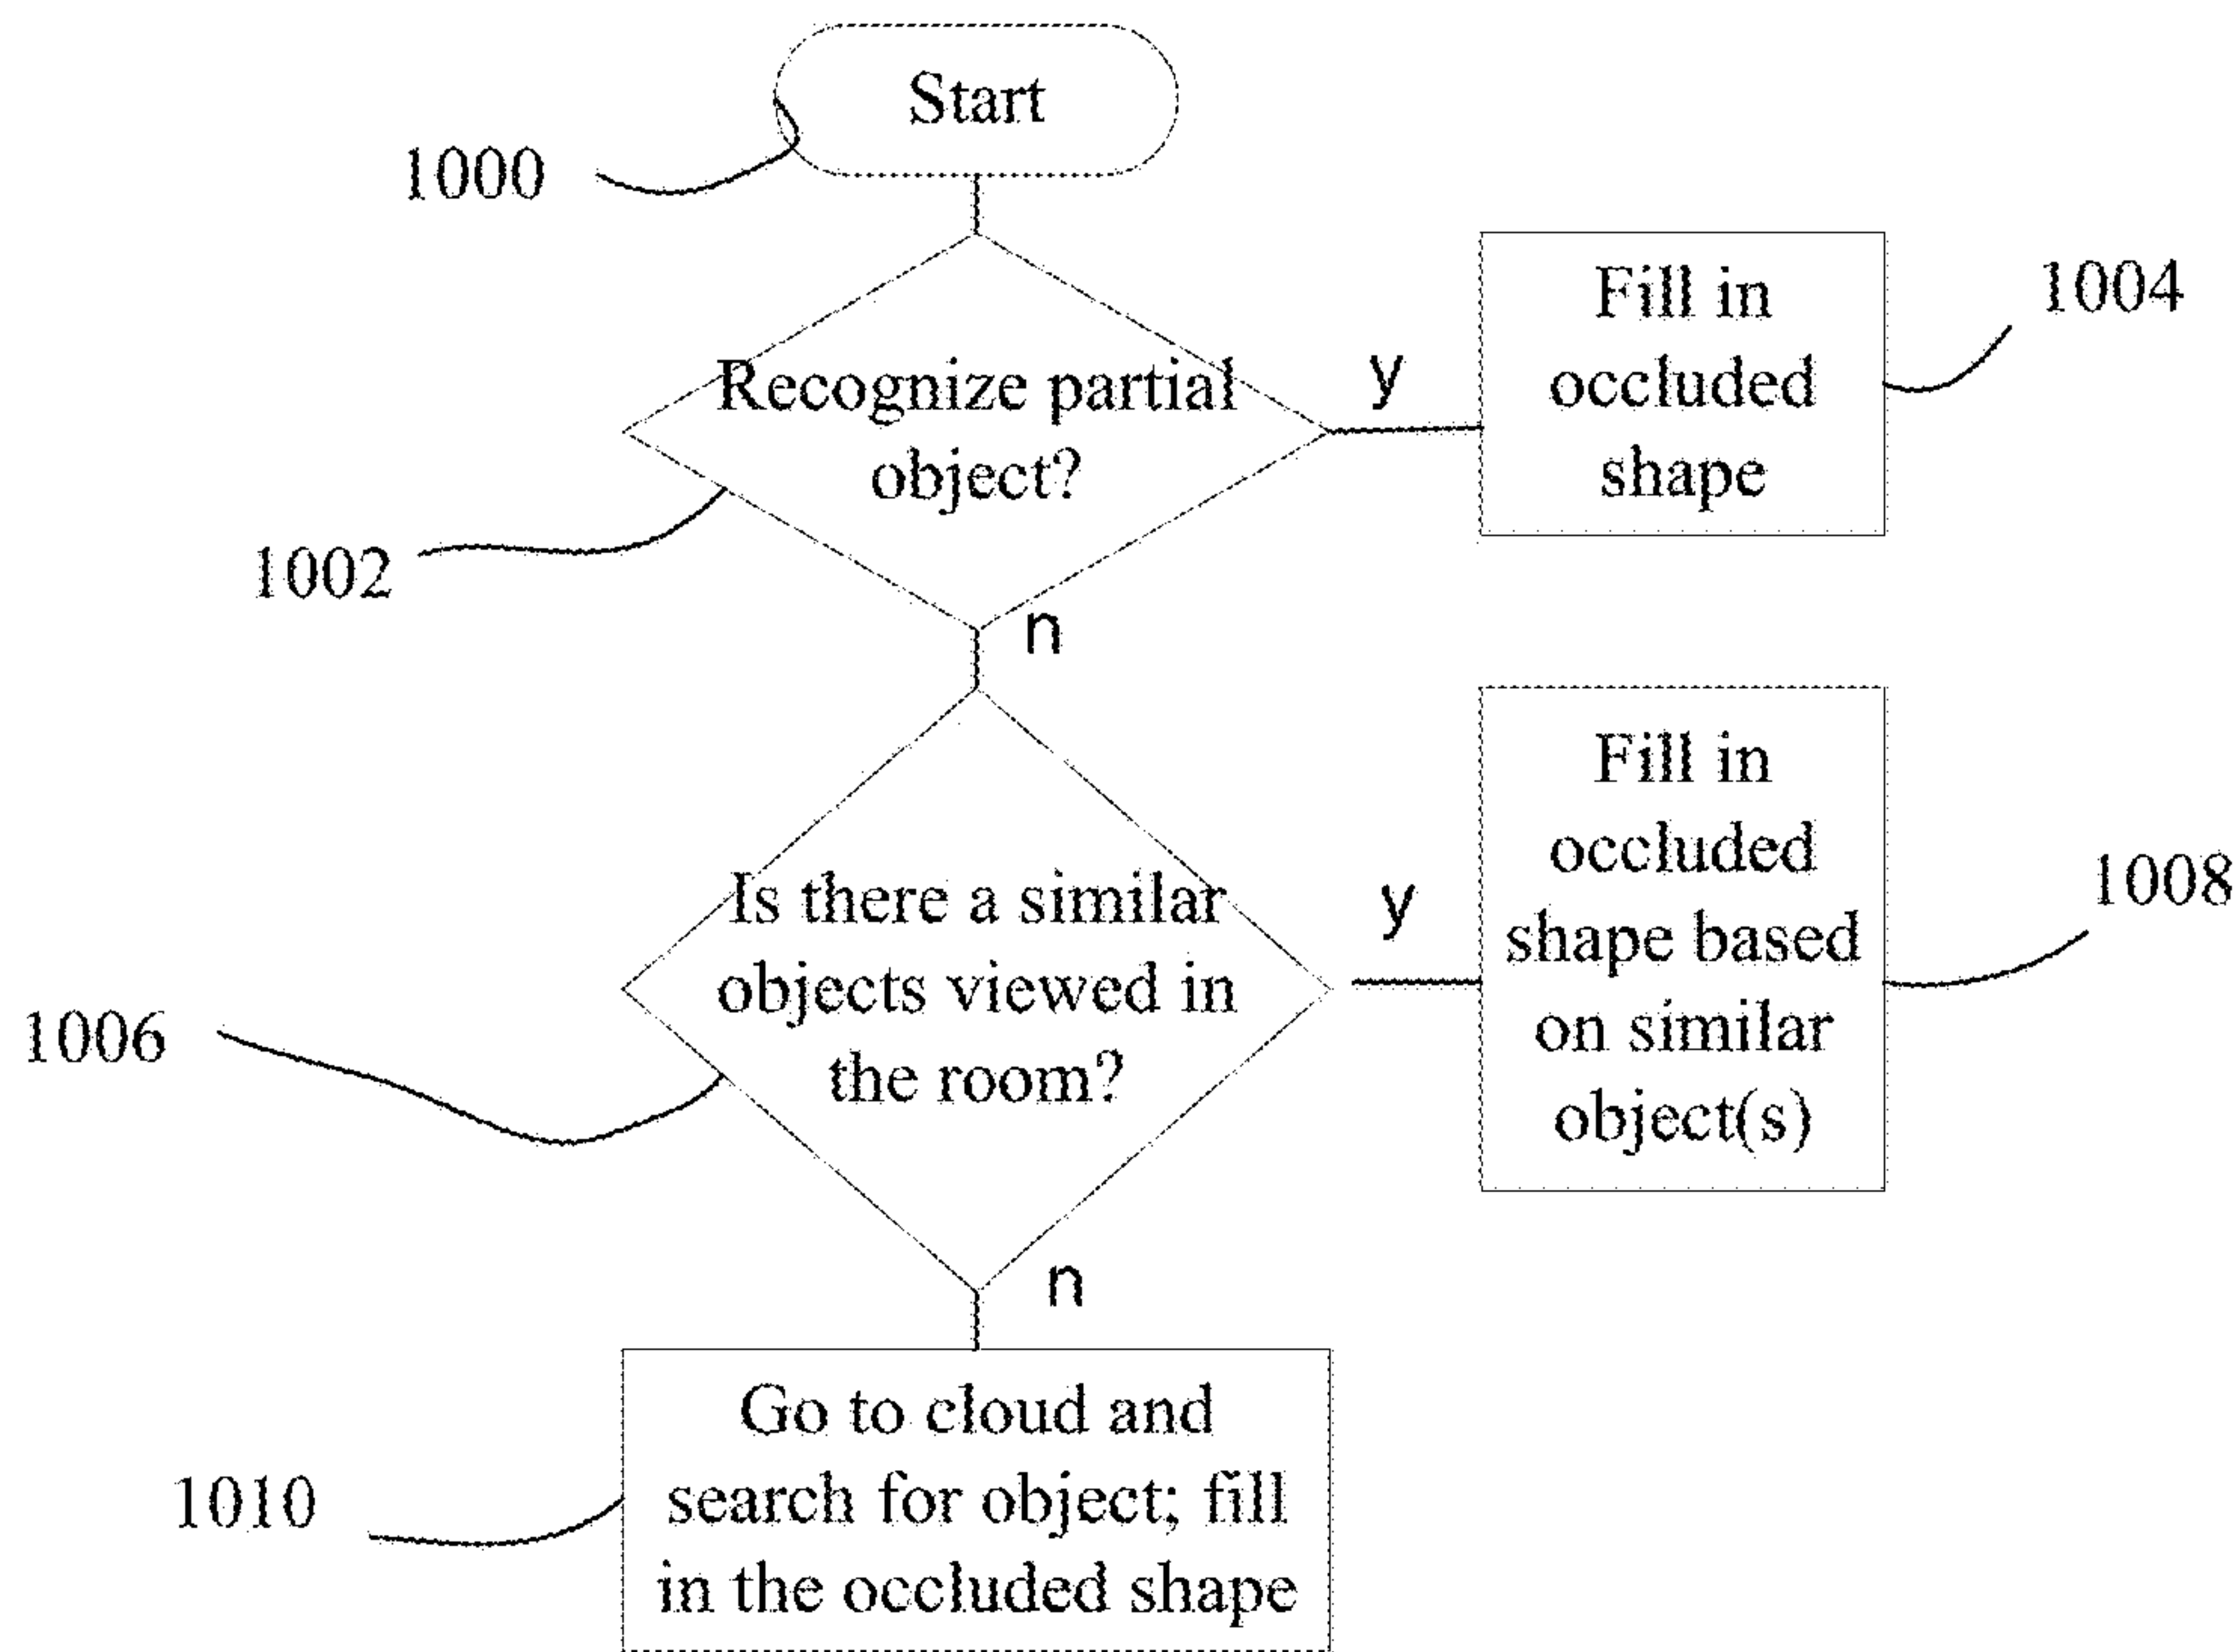 Start
1000
Recognize partial
object?
1002
y
Fill in
occluded
shape
1004
n
Is there a similar
objects viewed in
the room?
1006
y
Fill in
occluded
shape based
on similar
object(s)
1008
n
Go to cloud and
search for object; fill
in the occluded shape
1010